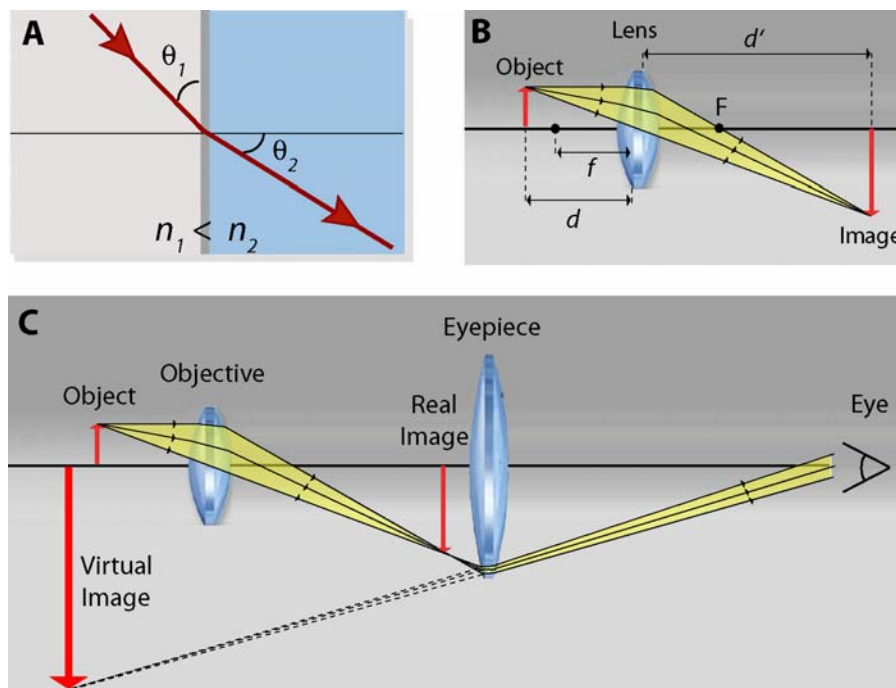 A
θ1
θ2
n1 < n2
B
Lens
d′
Object
F
f
d
Image
C
Eyepiece
Objective
Object
Real
Image
Eye
Virtual
Image